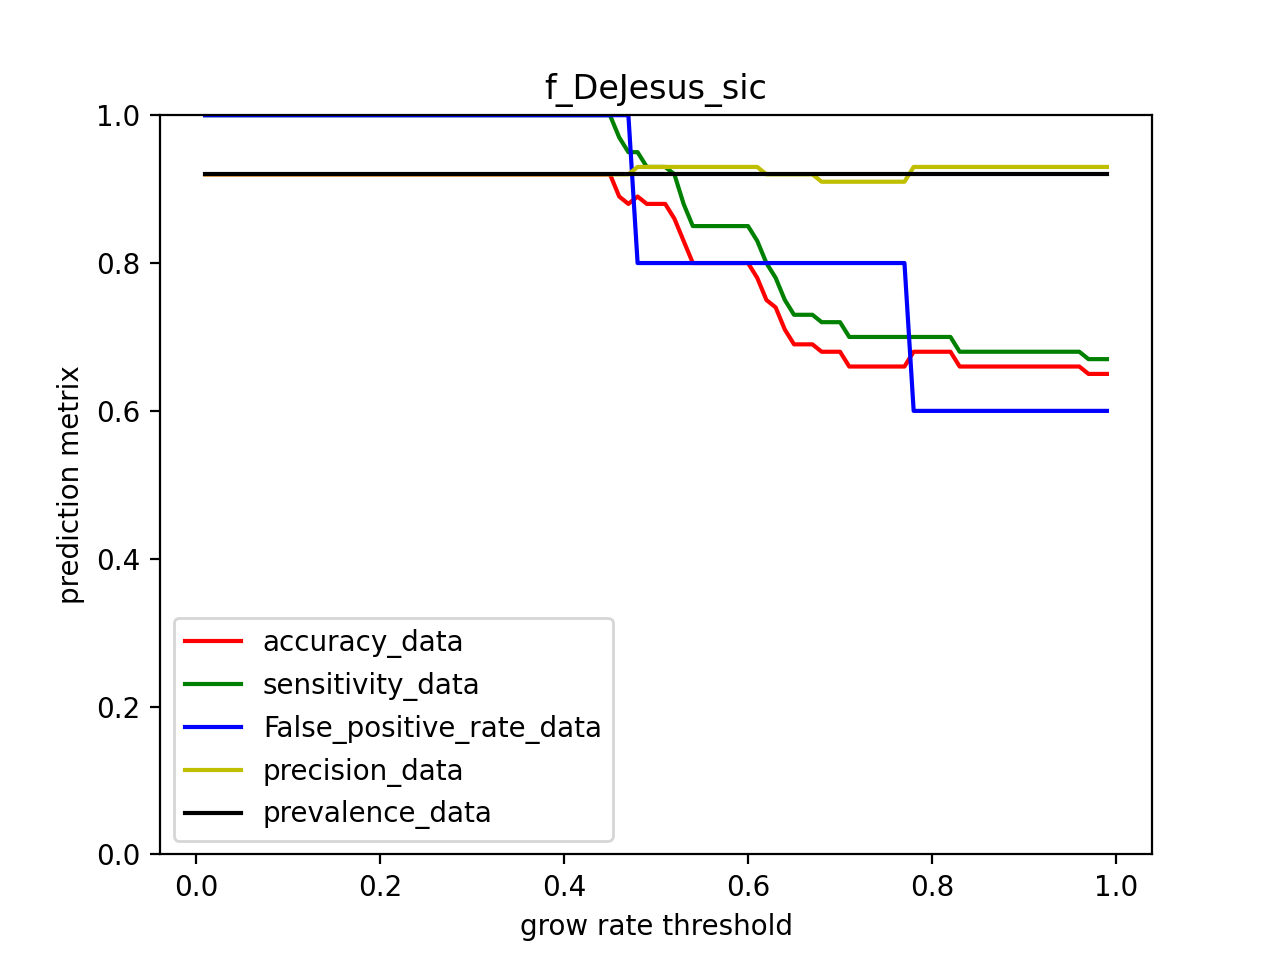 f_DeJesus_sic
1.0
0.8
0.6
0.4
0.2
0.0
prediction metrix
accuracy_data
sensitivity_data
False_positive_rate_data
precision_data
prevalence_data
0.0 0.2 0.4 0.6 0.8 1.0
grow rate threshold